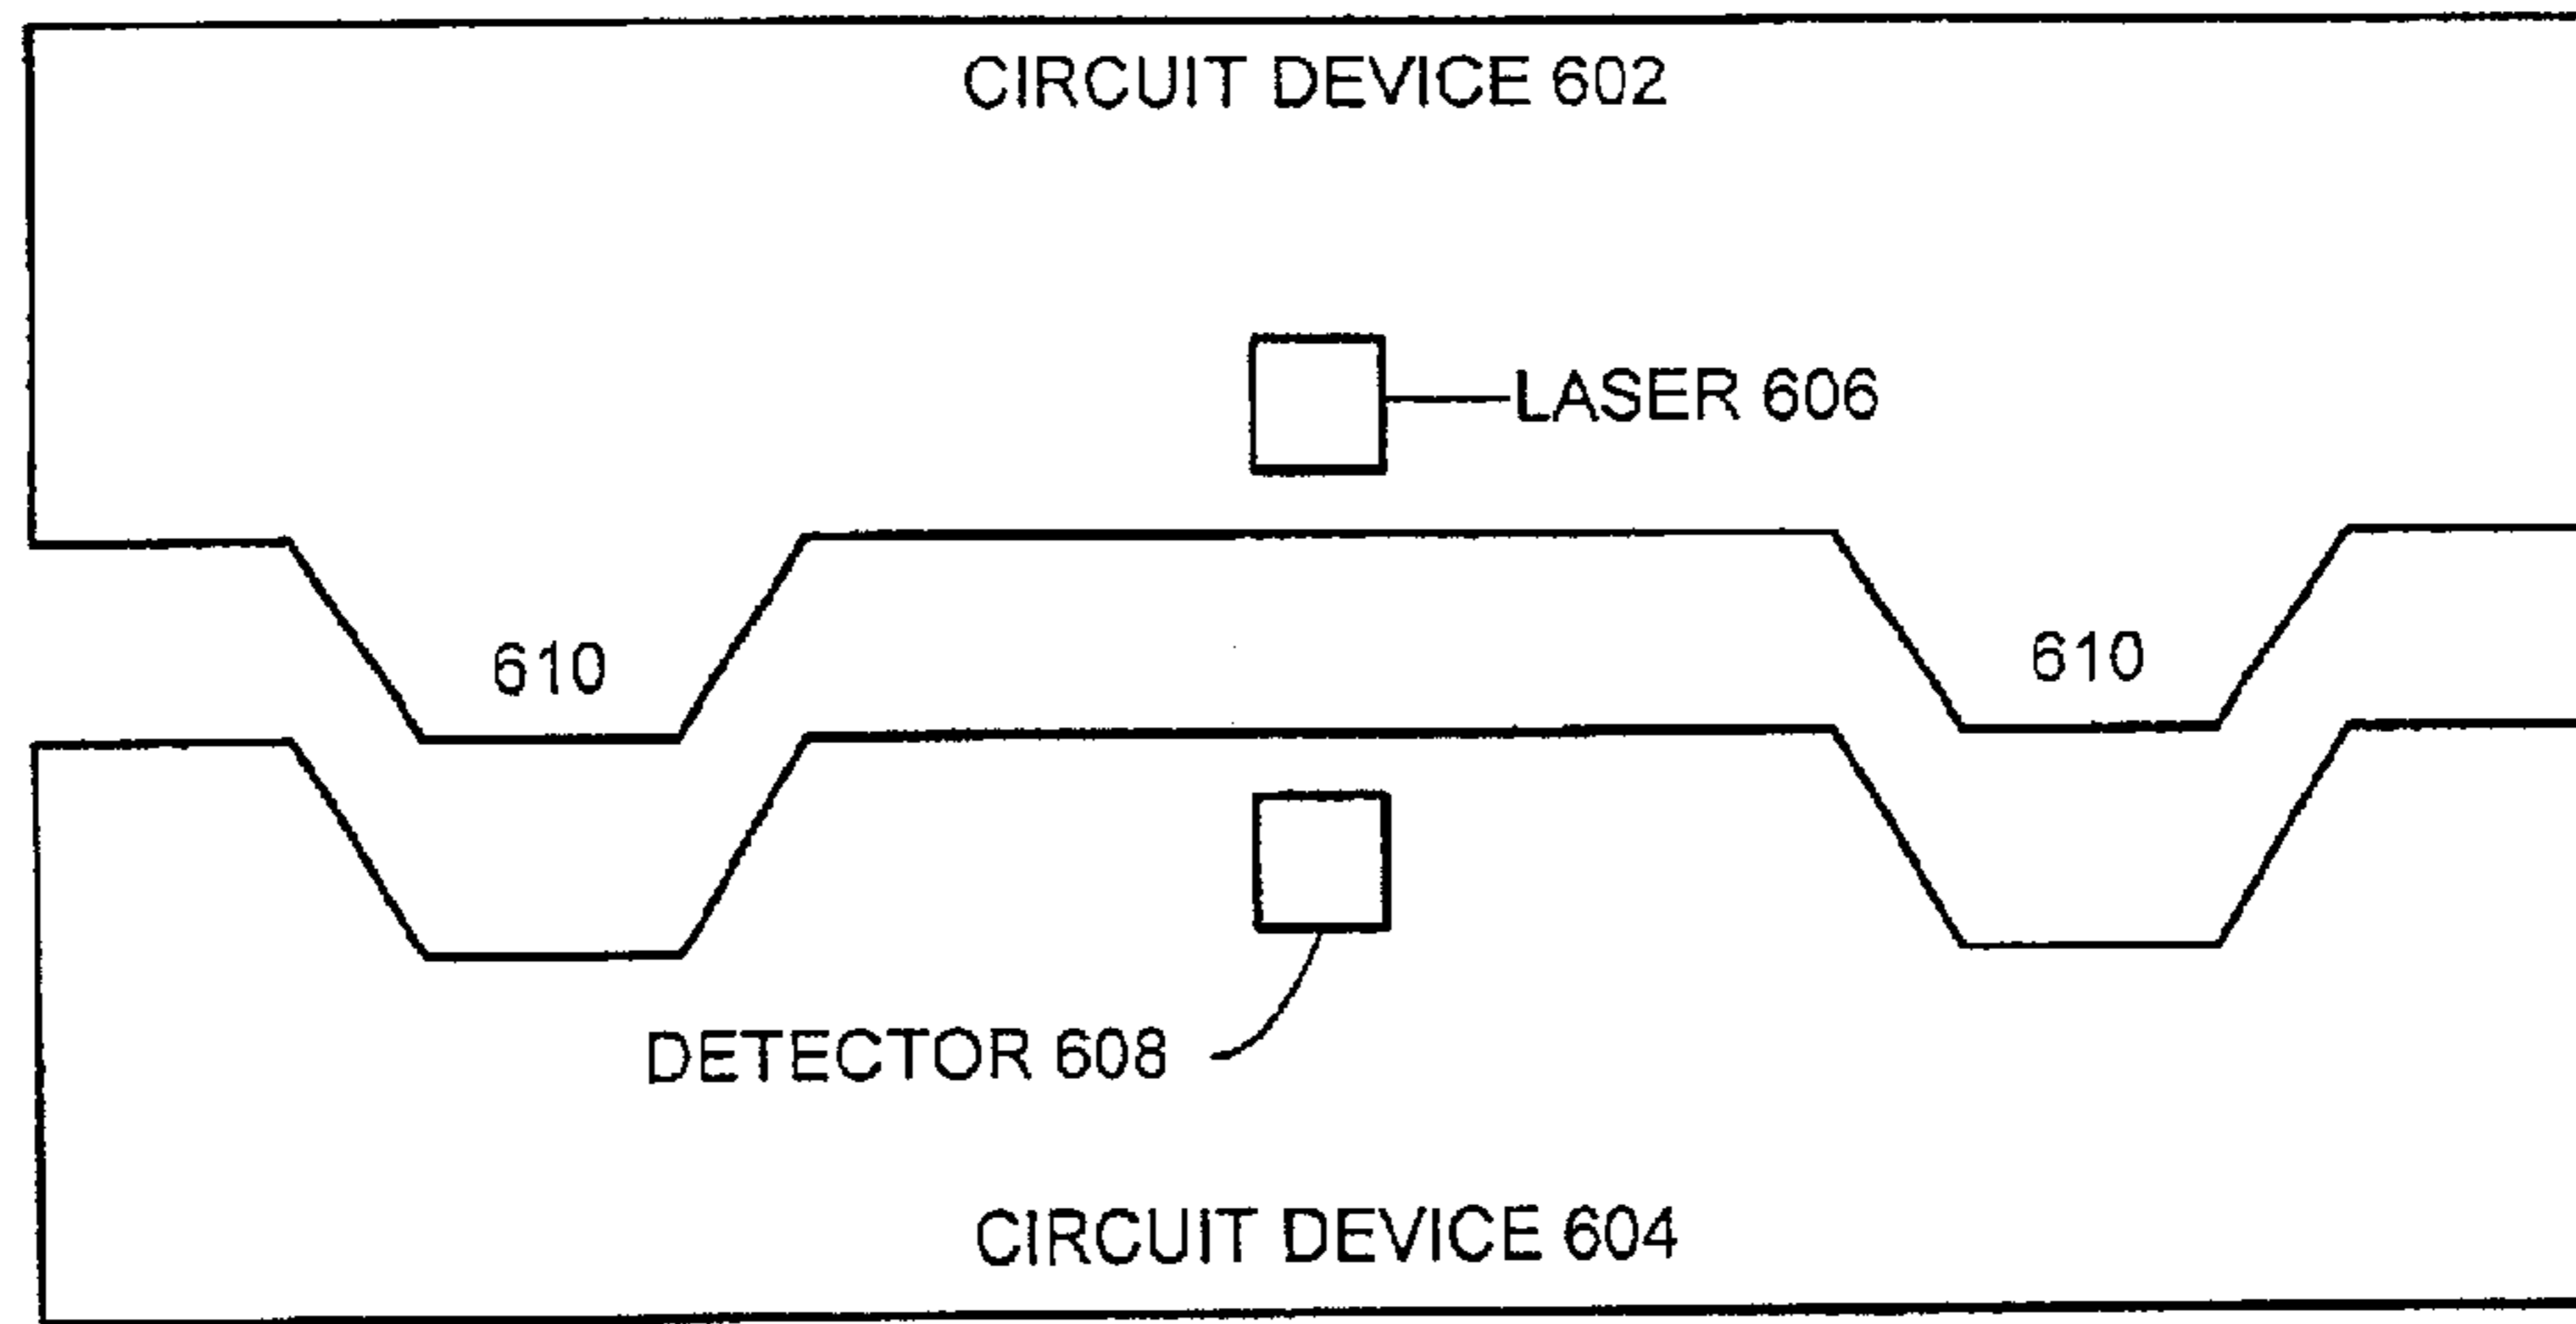 CIRCUIT DEVICE 602
LASER 606
610
610
DETECTOR 608
CIRCUIT DEVICE 604